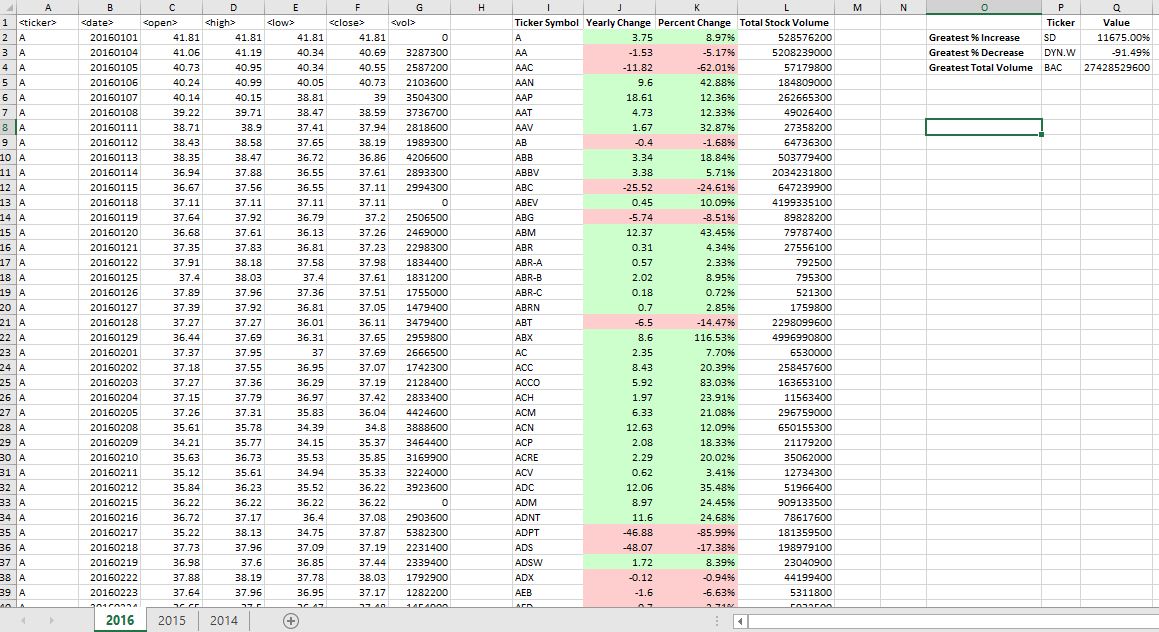 A B C D E F G H I J K L M N O P Q
1 <ticker> <date> <open> <high> <low> <close> <vol> Ticker Symbol Yearly Change Percent Change Total Stock Volume Ticker Value
2 A 20160101 41.81 41.81 41.81 41.81 0 A 3.75 8.97% 528576200 Greatest % Increase SD 11675.00%
3 A 20160104 41.06 41.19 40.34 40.69 3287300 AA -1.53 -5.17% 5208239000 Greatest % Decrease DYN.W -91.49%
4 A 20160105 40.73 40.95 40.34 40.55 2587200 AAC -11.82 -62.01% 57179800 Greatest Total Volume BAC 27428529600
5 A 20160106 40.24 40.99 40.05 40.73 2103600 AAN 9.6 42.88% 184809000
6 A 20160107 40.14 40.15 38.81 39 3504300 AAP 18.61 12.36% 262665300
7 A 20160108 39.22 39.71 38.47 38.59 3736700 AAT 4.73 12.33% 49026400
8 A 20160111 38.71 38.9 37.41 37.94 2818600 AAV 1.67 32.87% 27358200
9 A 20160112 38.43 38.58 37.65 38.19 1989300 AB -0.4 -1.68% 64736300
10 A 20160113 38.35 38.47 36.72 36.86 4206600 ABB 3.34 18.84% 503779400
11 A 20160114 36.94 37.88 36.55 37.61 2893300 ABBV 3.38 5.71% 2034231800
12 A 20160115 36.67 37.56 36.55 37.11 2994300 ABC -25.52 -24.61% 647239900
13 A 20160118 37.11 37.11 37.11 37.11 0 ABEV 0.45 10.09% 4199335100
14 A 20160119 37.64 37.92 36.79 37.2 2506500 ABG -5.74 -8.51% 89828200
15 A 20160120 36.68 37.61 36.13 37.26 2469000 ABM 12.37 43.45% 79787400
16 A 20160121 37.35 37.83 36.81 37.23 2298300 ABR 0.31 4.34% 27556100
17 A 20160122 37.91 38.18 37.58 37.98 1834400 ABR-A 0.57 2.33% 792500
18 A 20160125 37.4 38.03 37.4 37.61 1831200 ABR-B 2.02 8.95% 795300
19 A 20160126 37.89 37.96 37.36 37.51 1755000 ABR-C 0.18 0.72% 521300
20 A 20160127 37.39 37.92 36.81 37.05 1479400 ABRN 0.7 2.85% 1759800
21 A 20160128 37.27 37.27 36.01 36.11 3479400 ABT -6.5 -14.47% 2298099600
22 A 20160129 36.44 37.69 36.31 37.65 2959800 ABX 8.6 116.53% 4996990800
23 A 20160201 37.37 37.95 37 37.69 2666500 AC 2.35 7.70% 6530000
24 A 20160202 37.18 37.55 36.95 37.07 1742300 ACC 8.43 20.39% 258457600
25 A 20160203 37.27 37.36 36.29 37.19 2128400 ACCO 5.92 83.03% 163653100
26 A 20160204 37.15 37.79 36.97 37.42 2833400 ACH 1.97 23.91% 11563400
27 A 20160205 37.26 37.31 35.83 36.04 4424600 ACM 6.33 21.08% 296759000
28 A 20160208 35.61 35.78 34.39 34.8 3888600 ACN 12.63 12.09% 650155300
29 A 20160209 34.21 35.77 34.15 35.37 3464400 ACP 2.08 18.33% 21179200
30 A 20160210 35.63 36.73 35.53 35.85 3169900 ACRE 2.29 20.02% 35062000
31 A 20160211 35.12 35.61 34.94 35.33 3224000 ACV 0.62 3.41% 12734300
32 A 20160212 35.84 36.23 35.52 36.22 3923600 ADC 12.06 35.48% 51966400
33 A 20160215 36.22 36.22 36.22 36.22 0 ADM 8.97 24.45% 909133500
34 A 20160216 36.72 37.17 36.4 37.08 2903600 ADNT 11.6 24.68% 78617600
35 A 20160217 35.22 38.13 34.75 37.87 5382300 ADPT -46.88 -85.99% 181359500
36 A 20160218 37.73 37.96 37.09 37.19 2231400 ADS -48.07 -17.38% 198979100
37 A 20160219 36.98 37.6 36.85 37.44 2339400 ADSW 1.72 8.39% 23040900
38 A 20160222 37.88 38.19 37.78 38.03 1792900 ADX -0.12 -0.94% 44199400
39 A 20160223 37.64 37.96 36.95 37.17 1282200 AEB -1.6 -6.63% 5311800
2016 2015 2014